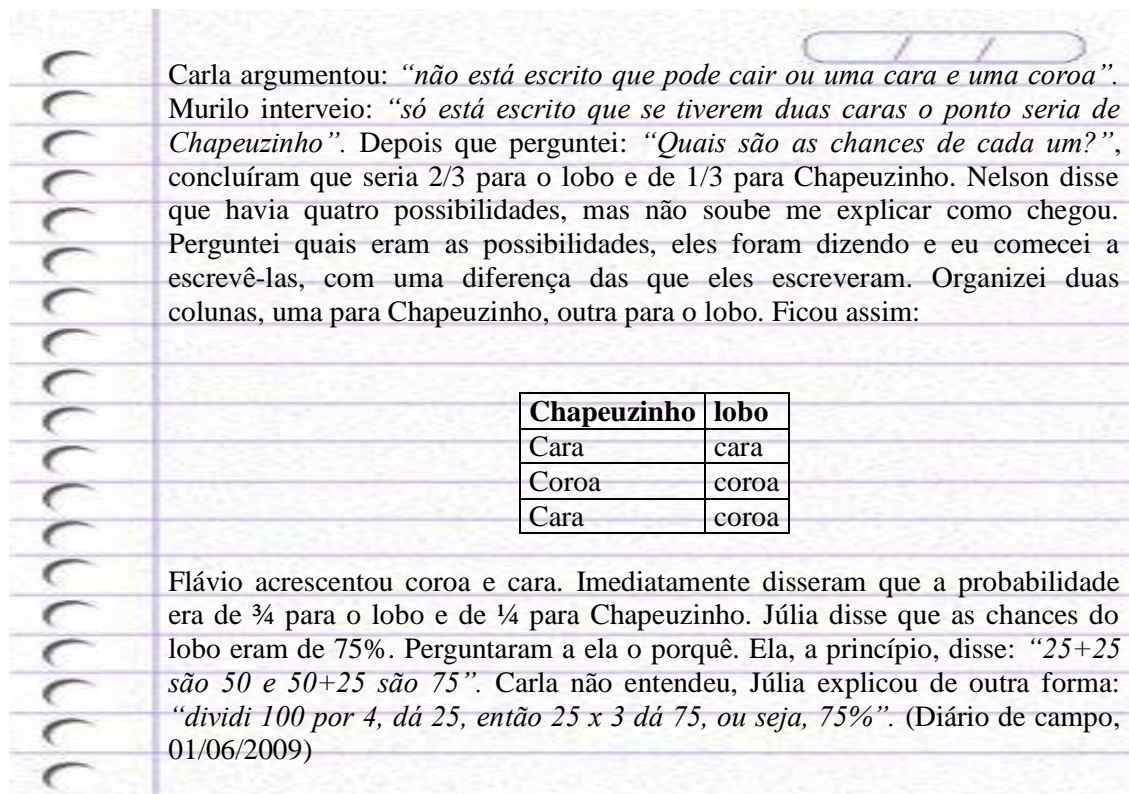 Carla argumentou: “não está escrito que pode cair ou uma cara e uma coroa”.
Murilo interveio: “só está escrito que se tiverem duas caras o ponto seria de
Chapeuzinho”. Depois que perguntei: “Quais são as chances de cada um?”,
concluíram que seria 2/3 para o lobo e de 1/3 para Chapeuzinho. Nelson disse
que havia quatro possibilidades, mas não soube me explicar como chegou.
Perguntei quais eram as possibilidades, eles foram dizendo e eu comecei a
escrevê-las, com uma diferença das que eles escreveram. Organizei duas
colunas, uma para Chapeuzinho, outra para o lobo. Ficou assim:
Chapeuzinho lobo
Cara cara
Coroa coroa
Cara coroa
Flávio acrescentou coroa e cara. Imediatamente disseram que a probabilidade
era de ¾ para o lobo e de ¼ para Chapeuzinho. Júlia disse que as chances do
lobo eram de 75%. Perguntaram a ela o porquê. Ela, a princípio, disse: “25+25
são 50 e 50+25 são 75”. Carla não entendeu, Júlia explicou de outra forma:
“dividi 100 por 4, dá 25, então 25 x 3 dá 75, ou seja, 75%”. (Diário de campo,
01/06/2009)